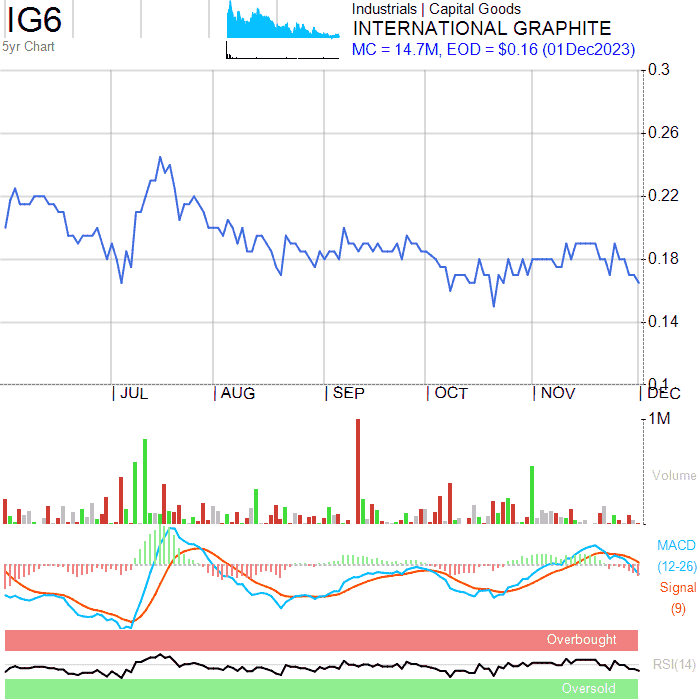 IG6
5yr Chart
Industrials | Capital Goods
INTERNATIONAL GRAPHITE
MC = 14.7M, EOD = $0.16 (01Dec2023)
0.3
0.26
0.22
0.18
0.14
0.1
JUL AUG SEP OCT NOV DEC
1M
Volume
MACD
(12-26)
Signal
(9)
Overbought
RSI(14)
Oversold